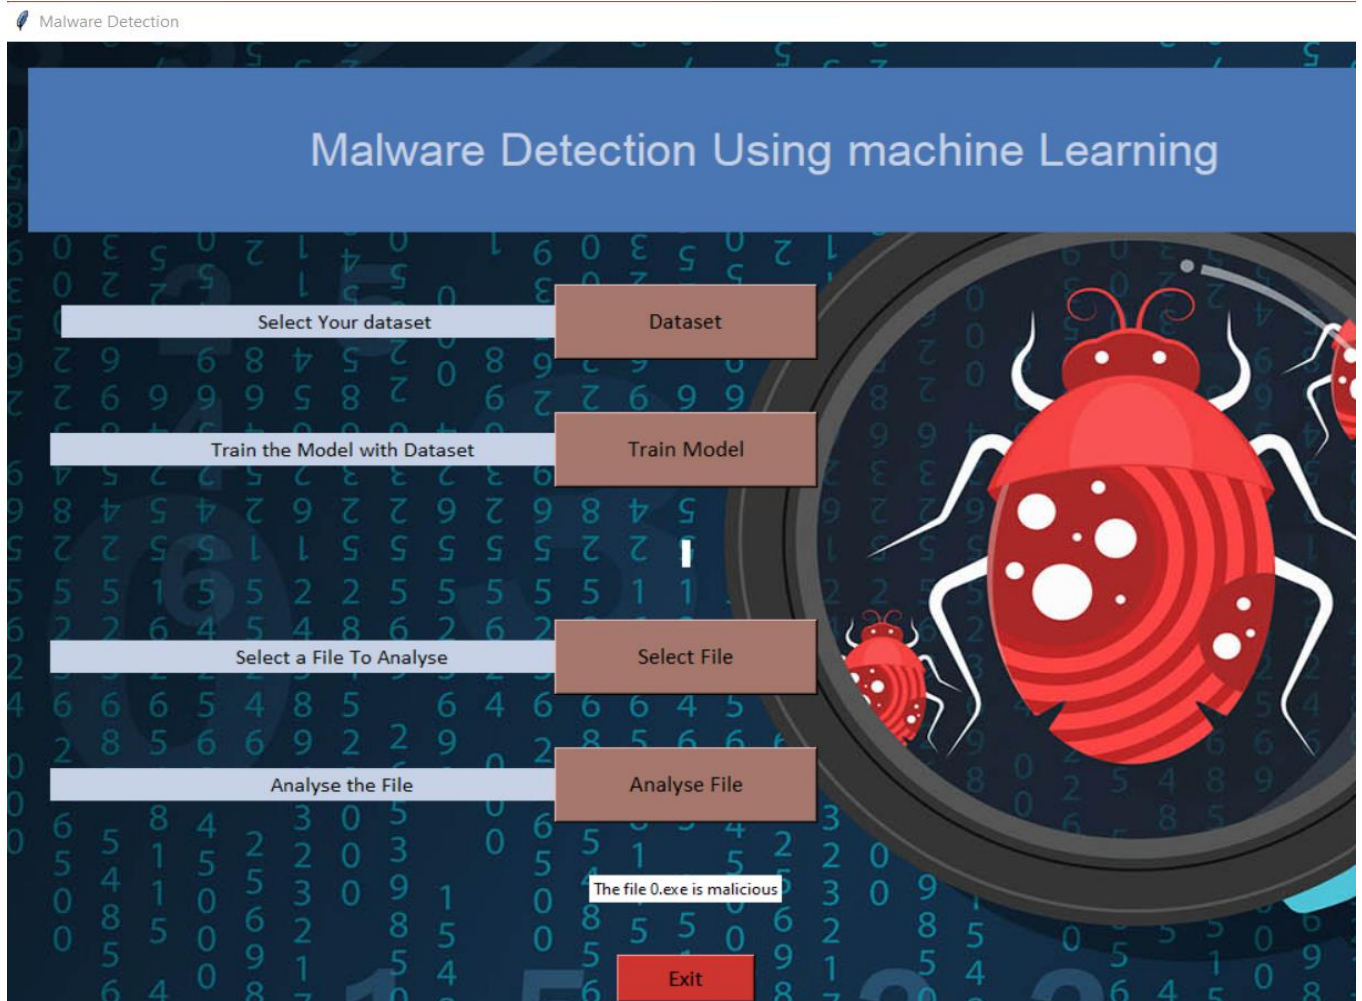 Malware Detection
Malware Detection Using machine Learning
Select Your dataset
Dataset
Train the Model with Dataset
Train Model
Select a File To Analyse
Select File
Analyse the File
Analyse File
The file 0.exe is malicious
Exit